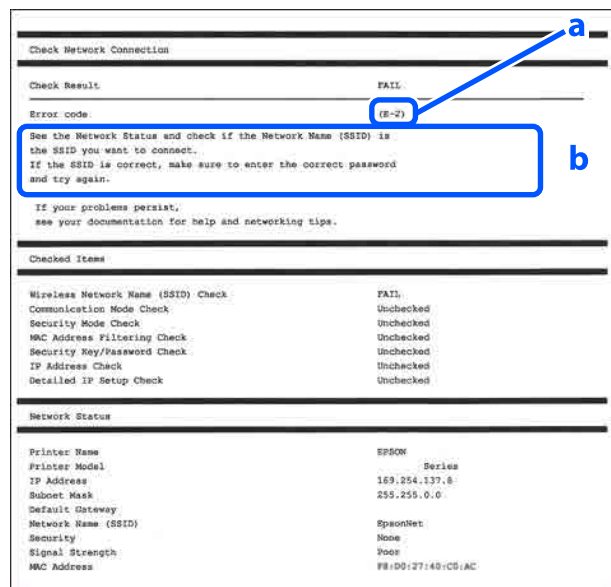 a
Check Network Connection
Check Result FAIL
Error code (E-2)
See the Network Status and check if the Network Name (SSID) is
the SSID you want to connect.
If the SSID is correct, make sure to enter the correct password
and try again.
b
If your problems persist,
see your documentation for help and networking tips.
Checked Items
Wireless Network Name (SSID) Check FAIL
Communication Mode Check Unchecked
Security Mode Check Unchecked
MAC Address Filtering Check Unchecked
Security Key/Password Check Unchecked
IP Address Check Unchecked
Detailed IP Setup Check Unchecked
Network Status
Printer Name EPSON
Printer Model Series
IP Address 169.254.137.8
Subnet Mask 255.255.0.0
Default Gateway
Network Name (SSID) EpsonNet
Security None
Signal Strength Poor
MAC Address F8:D0:27:40:C5:AC